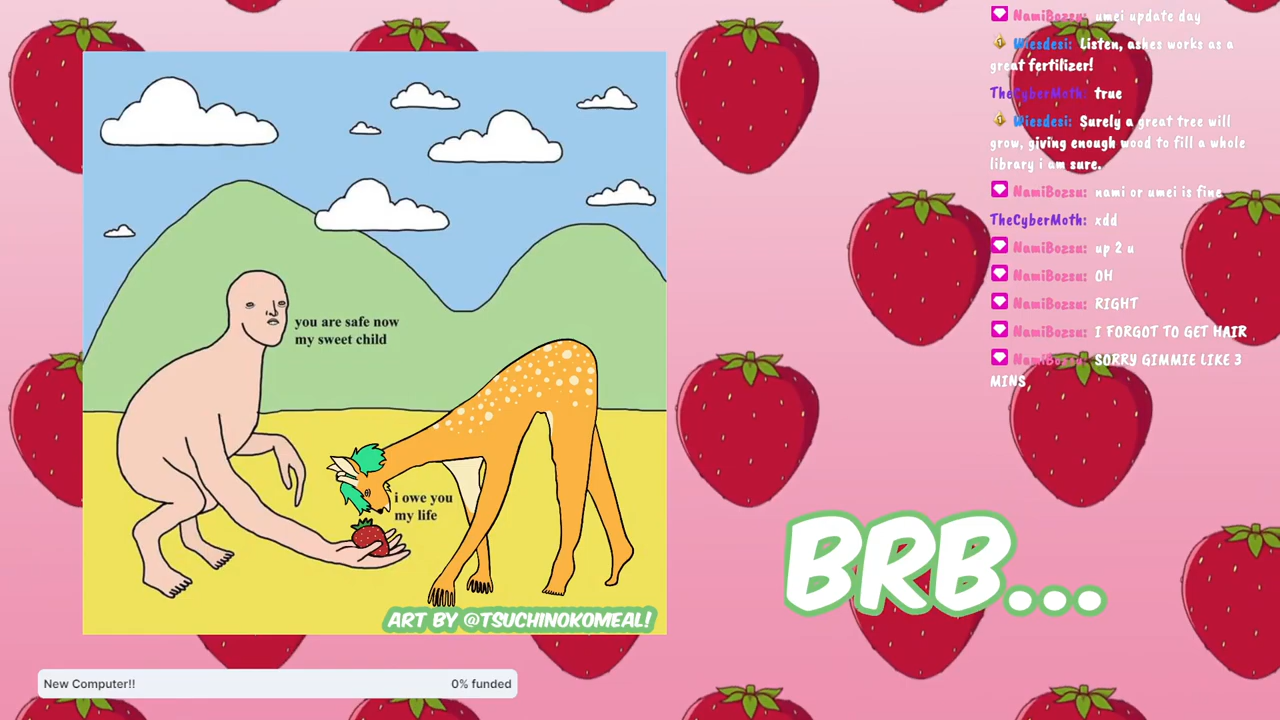 you are safe now
my sweet child
i owe you
my life
ART BY @TSUCHINOKOMEAL!
New Computer!!
0% funded
BRB...
NamiBozsu: umei update day
Wiesdesi: Listen, ashes works as a
great fertilizer!
TheCyberMoth: true
Wiesdesi: Surely a great tree will
grow, giving enough wood to fill a whole
library i am sure.
NamiBozsu: nami or umei is fine
TheCyberMoth: xdd
NamiBozsu: up 2 u
NamiBozsu: OH
NamiBozsu: RIGHT
NamiBozsu: I FORGOT TO GET HAIR
NamiBozsu: SORRY GIMMIE LIKE 3
MINS